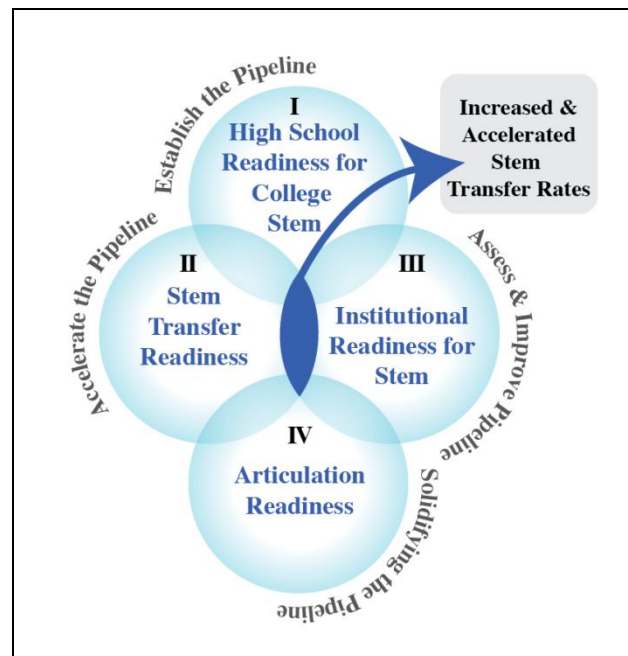 Establish the Pipeline
I
High School
Readiness for
College
Stem
Increased &
Accelerated
Stem
Transfer Rates
Accelerate the Pipeline
II
Stem
Transfer
Readiness
III
Institutional
Readiness for
Stem
Assess & Improve Pipeline
IV
Articulation
Readiness
Solidifying the Pipeline